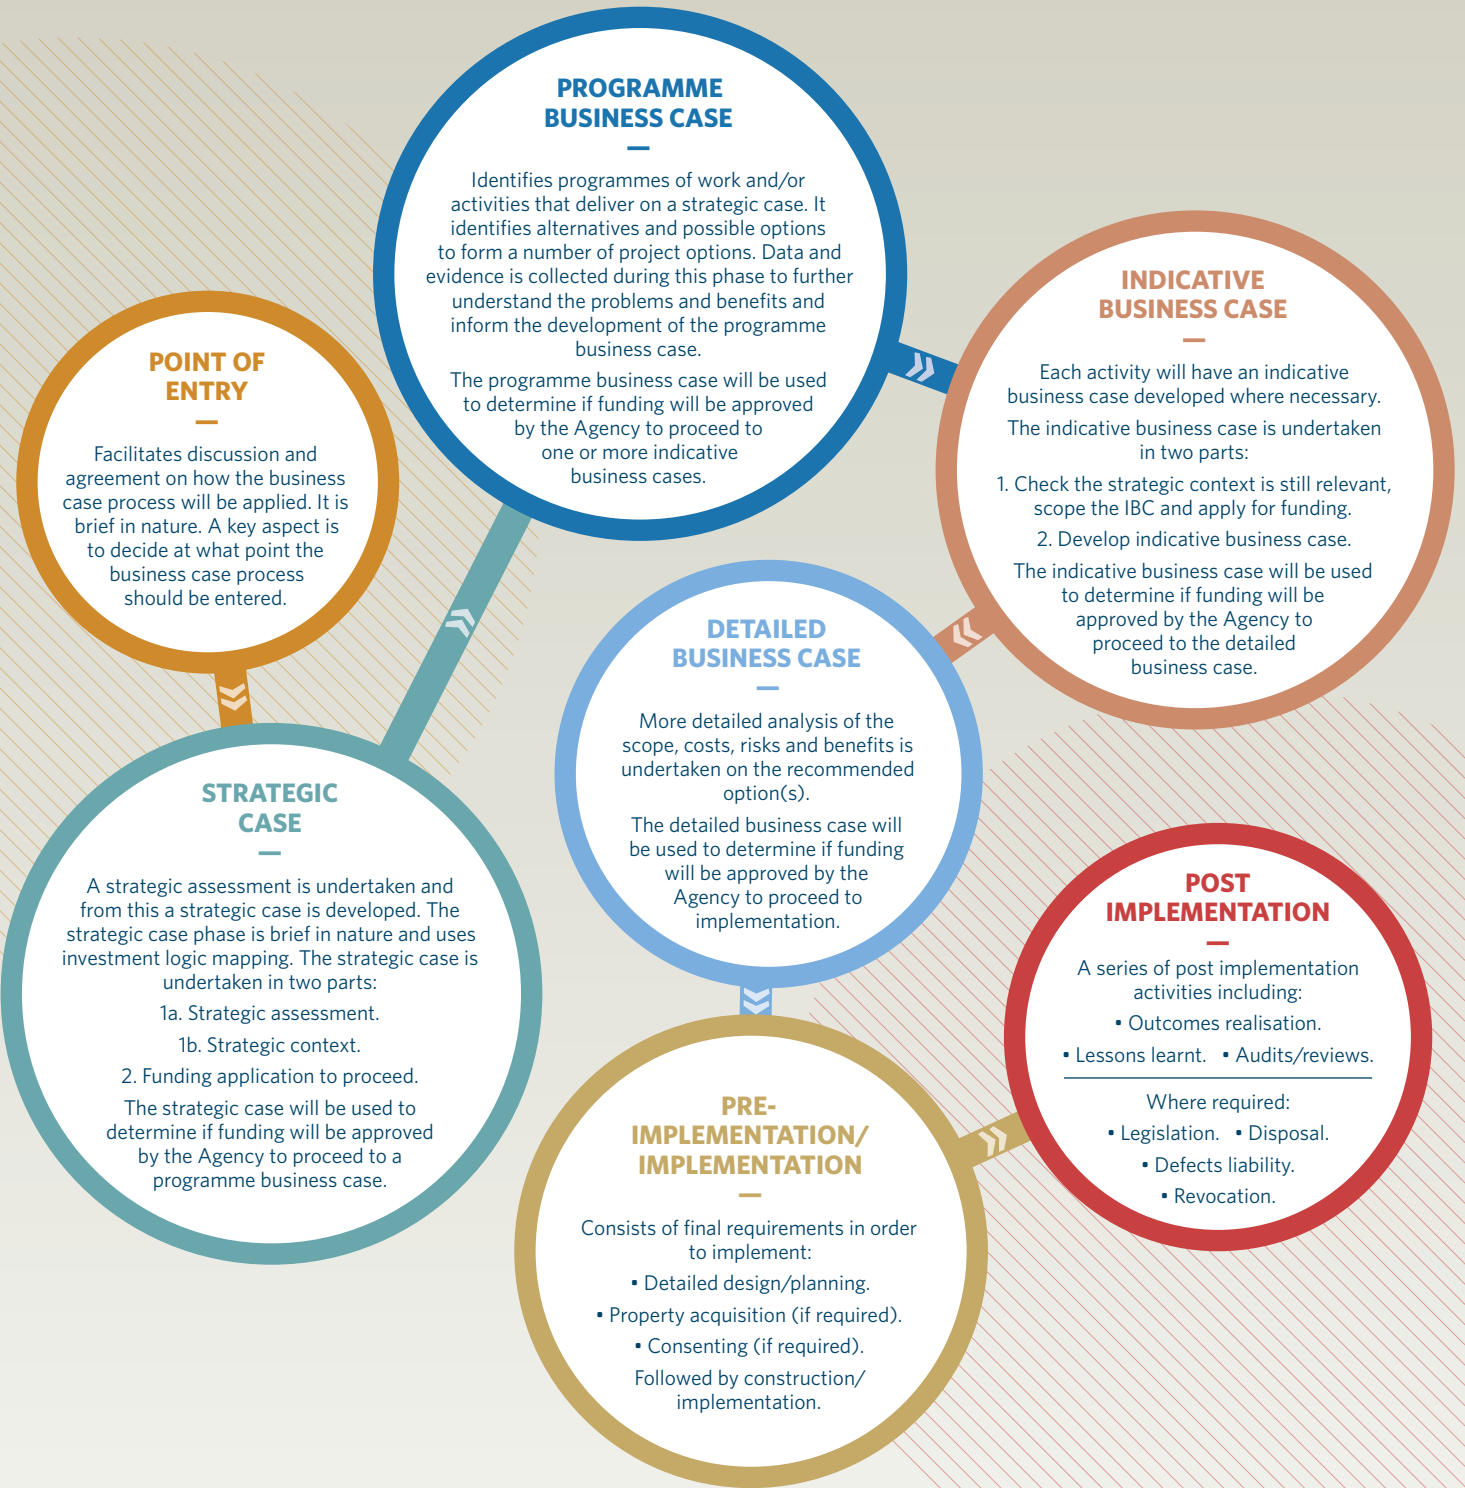 POINT OF
ENTRY
Facilitates discussion and
agreement on how the business
case process will be applied. It is
brief in nature. A key aspect is
to decide at what point the
business case process
should be entered.
STRATEGIC
CASE
A strategic assessment is undertaken and
from this a strategic case is developed. The
strategic case phase is brief in nature and uses
investment logic mapping. The strategic case is
undertaken in two parts:
1a. Strategic assessment.
1b. Strategic context.
2. Funding application to proceed.
The strategic case will be used to
determine if funding will be approved
by the Agency to proceed to a
programme business case.
PROGRAMME
BUSINESS CASE
Identifies programmes of work and/or
activities that deliver on a strategic case. It
identifies alternatives and possible options
to form a number of project options. Data and
evidence is collected during this phase to further
understand the problems and benefits and
inform the development of the programme
business case.
The programme business case will be used
to determine if funding will be approved
by the Agency to proceed to
one or more indicative
business cases.
INDICATIVE
BUSINESS CASE
Each activity will have an indicative
business case developed where necessary.
The indicative business case is undertaken
in two parts:
1. Check the strategic context is still relevant,
scope the IBC and apply for funding.
2. Develop indicative business case.
The indicative business case will be used
to determine if funding will be
approved by the Agency to
proceed to the detailed
business case.
DETAILED
BUSINESS CASE
More detailed analysis of the
scope, costs, risks and benefits is
undertaken on the recommended
option(s).
The detailed business case will
be used to determine if funding
will be approved by the
Agency to proceed to
implementation.
PRE-
IMPLEMENTATION/
IMPLEMENTATION
Consists of final requirements in order
to implement:
• Detailed design/planning.
• Property acquisition (if required).
• Consenting (if required).
Followed by construction/
implementation.
POST
IMPLEMENTATION
A series of post implementation
activities including:
• Outcomes realisation.
• Lessons learnt. • Audits/reviews.
Where required:
• Legislation. • Disposal.
• Defects liability.
• Revocation.